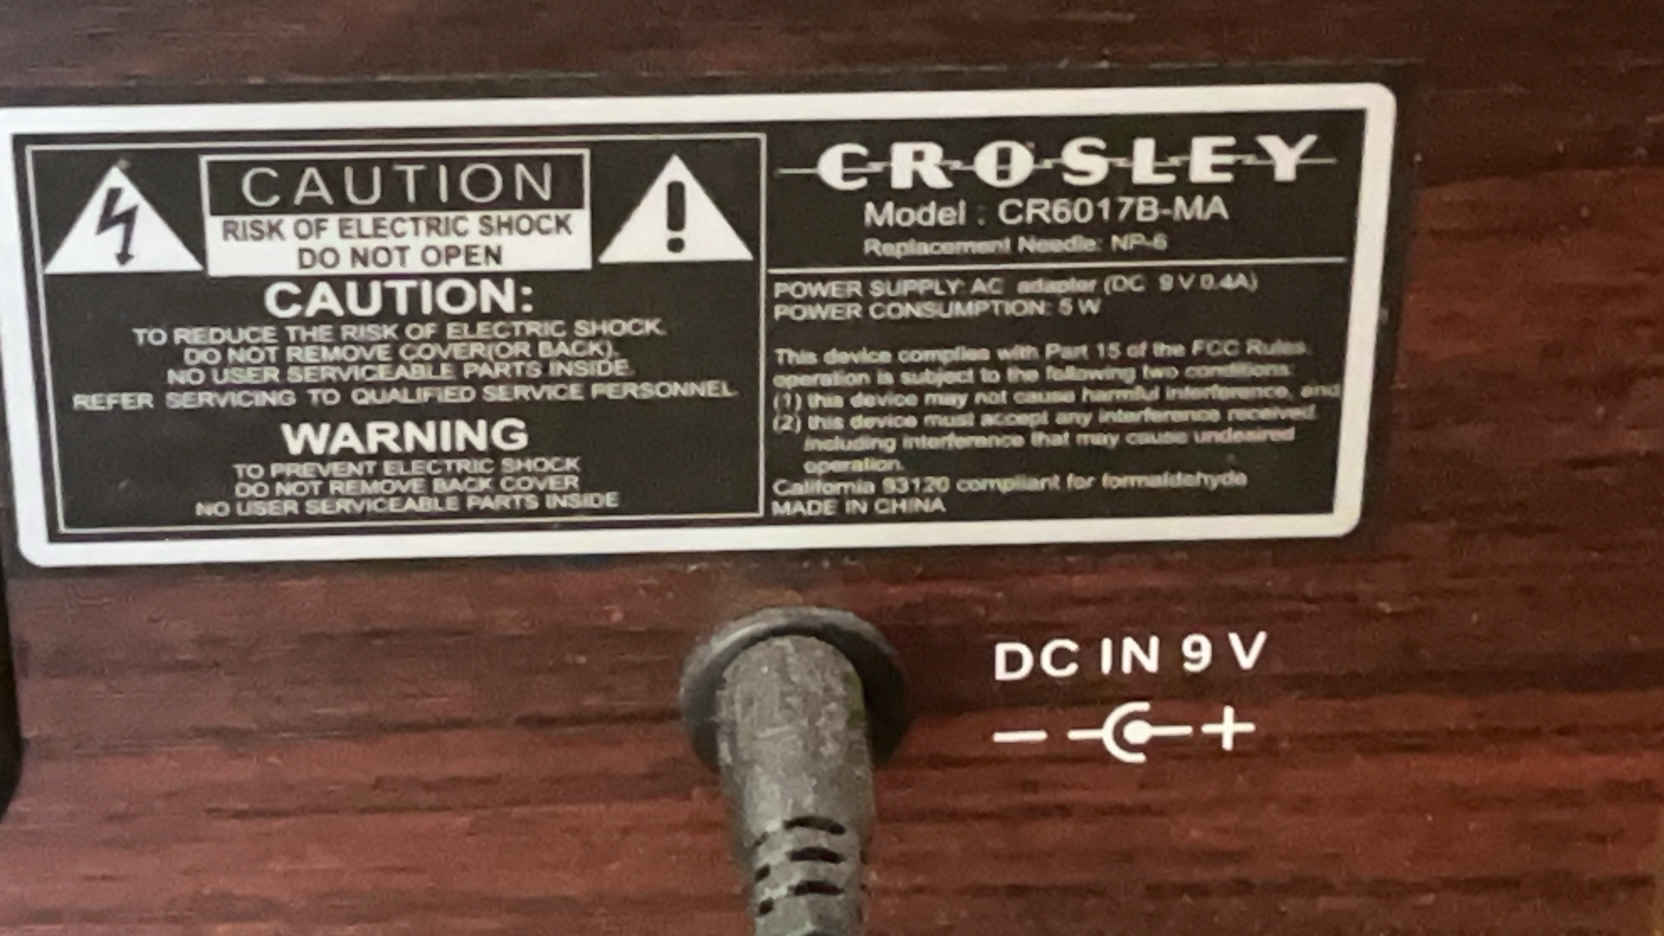 CAUTION
RISK OF ELECTRIC SHOCK
DO NOT OPEN
CAUTION:
TO REDUCE THE RISK OF ELECTRIC SHOCK.
DO NOT REMOVE COVER(OR BACK).
NO USER SERVICEABLE PARTS INSIDE.
REFER SERVICING TO QUALIFIED SERVICE PERSONNEL
WARNING
TO PREVENT ELECTRIC SHOCK
DO NOT REMOVE BACK COVER
NO USER SERVICEABLE PARTS INSIDE
CROSLEY
Model : CR6017B-MA
Replacement Needle: NP-6
POWER SUPPLY: AC adapter (DC 9 V 0.4A)
POWER CONSUMPTION: 5 W
This device complies with Part 15 of the FCC Rules.
operation is subject to the following two conditions:
(1) this device may not cause harmful interference, and
(2) this device must accept any interference received.
including interference that may cause undesired
operation.
California 93120 compliant for formaldehyde
MADE IN CHINA
DC IN 9 V
− +